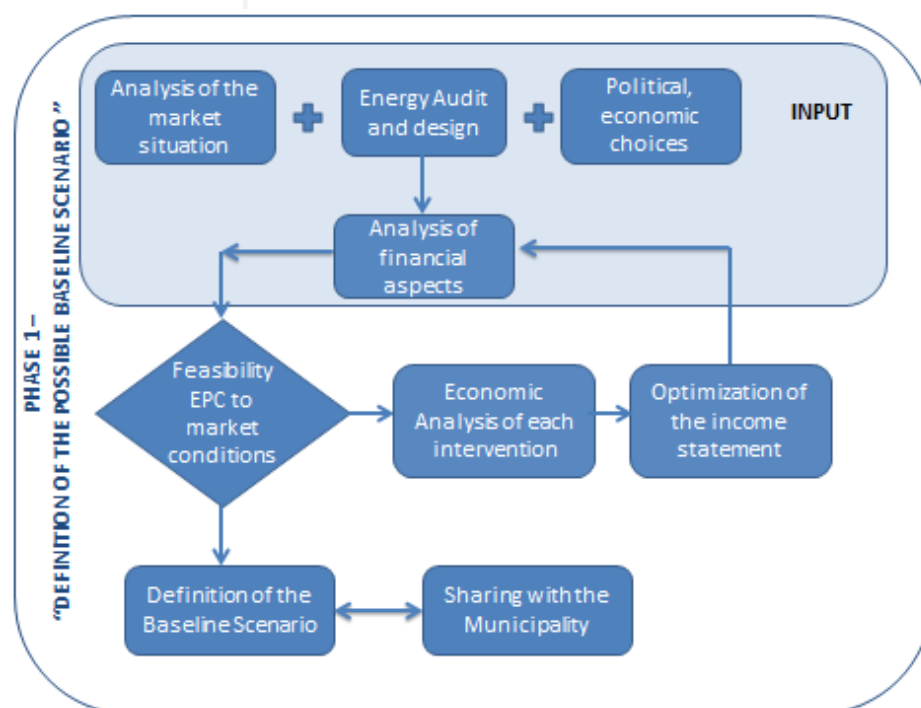 PHASE 1 –
“DEFINITION OF THE POSSIBLE BASELINE SCENARIO”
Analysis of the
market
situation
Energy Audit
and design
Political,
economic
choices
INPUT
Analysis of
financial
aspects
Feasibility
EPC to
market
conditions
Economic
Analysis of each
intervention
Optimization of
the income
statement
Definition of the
Baseline Scenario
Sharing with the
Municipality